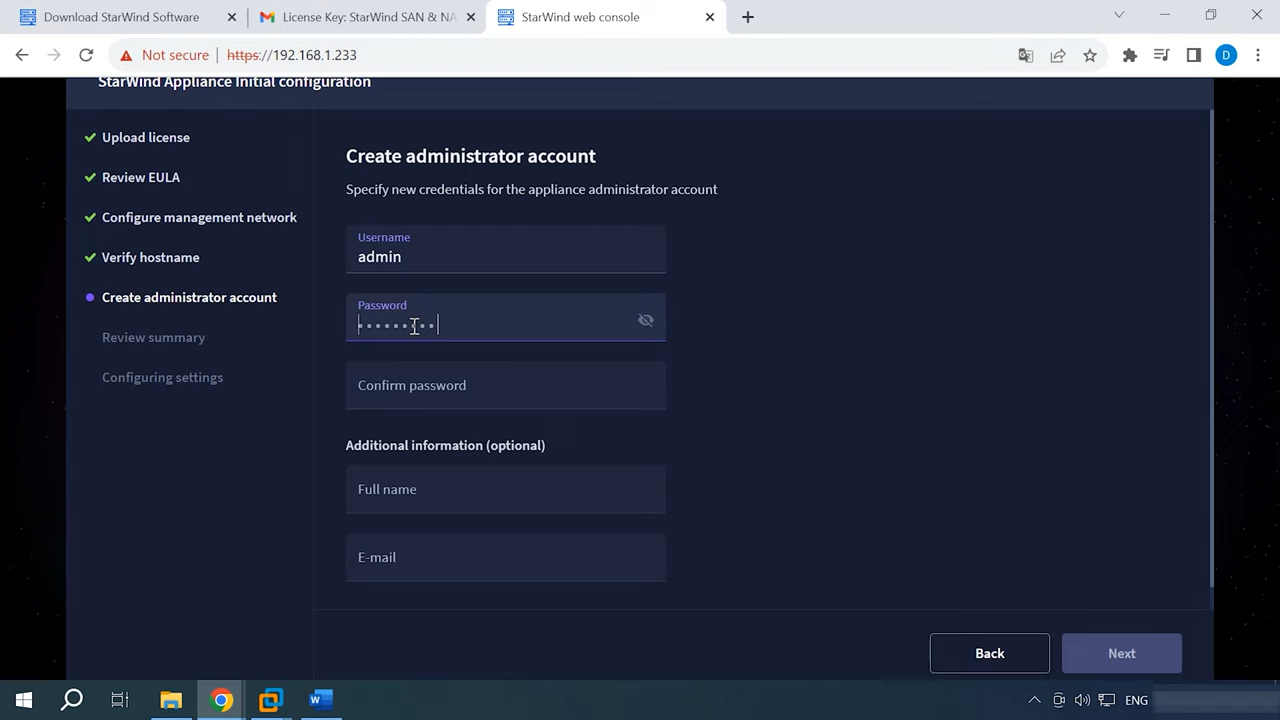 Download StarWind Software
License Key: StarWind SAN & NA
StarWind web console
Not secure
https://192.168.1.233
D
StarWind Appliance Initial configuration
Upload license
Review EULA
Configure management network
Verify hostname
Create administrator account
Review summary
Configuring settings
Create administrator account
Specify new credentials for the appliance administrator account
Username
admin
Password
•••••••••
Confirm password
Additional information (optional)
Full name
E-mail
Back
Next
ENG